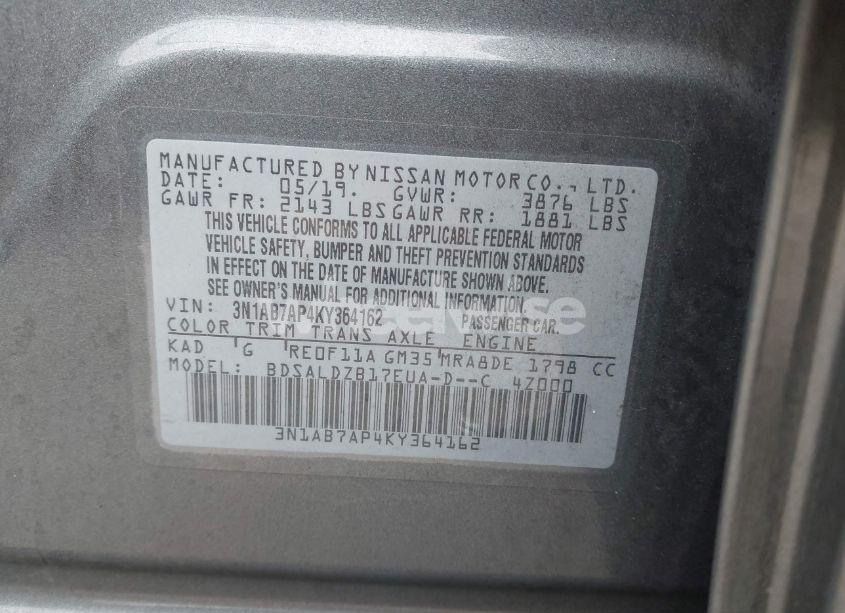 MANUFACTURED BY NISSAN MOTOR CO., LTD.
DATE: 05/19. GVWR: 3876 LBS
GAWR FR: 2143 LBS GAWR RR: 1881 LBS
THIS VEHICLE CONFORMS TO ALL APPLICABLE FEDERAL MOTOR
VEHICLE SAFETY, BUMPER AND THEFT PREVENTION STANDARDS
IN EFFECT ON THE DATE OF MANUFACTURE SHOWN ABOVE.
SEE OWNER'S MANUAL FOR ADDITIONAL INFORMATION.
VIN: 3N1AB7AP4KY364162 PASSENGER CAR.
COLOR TRIM TRANS AXLE ENGINE
KAD G RE0F11A GM35 MRA8DE 1798 CC
MODEL: BDSALDZB17EUA-D--C 4Z000
3N1AB7AP4KY364162